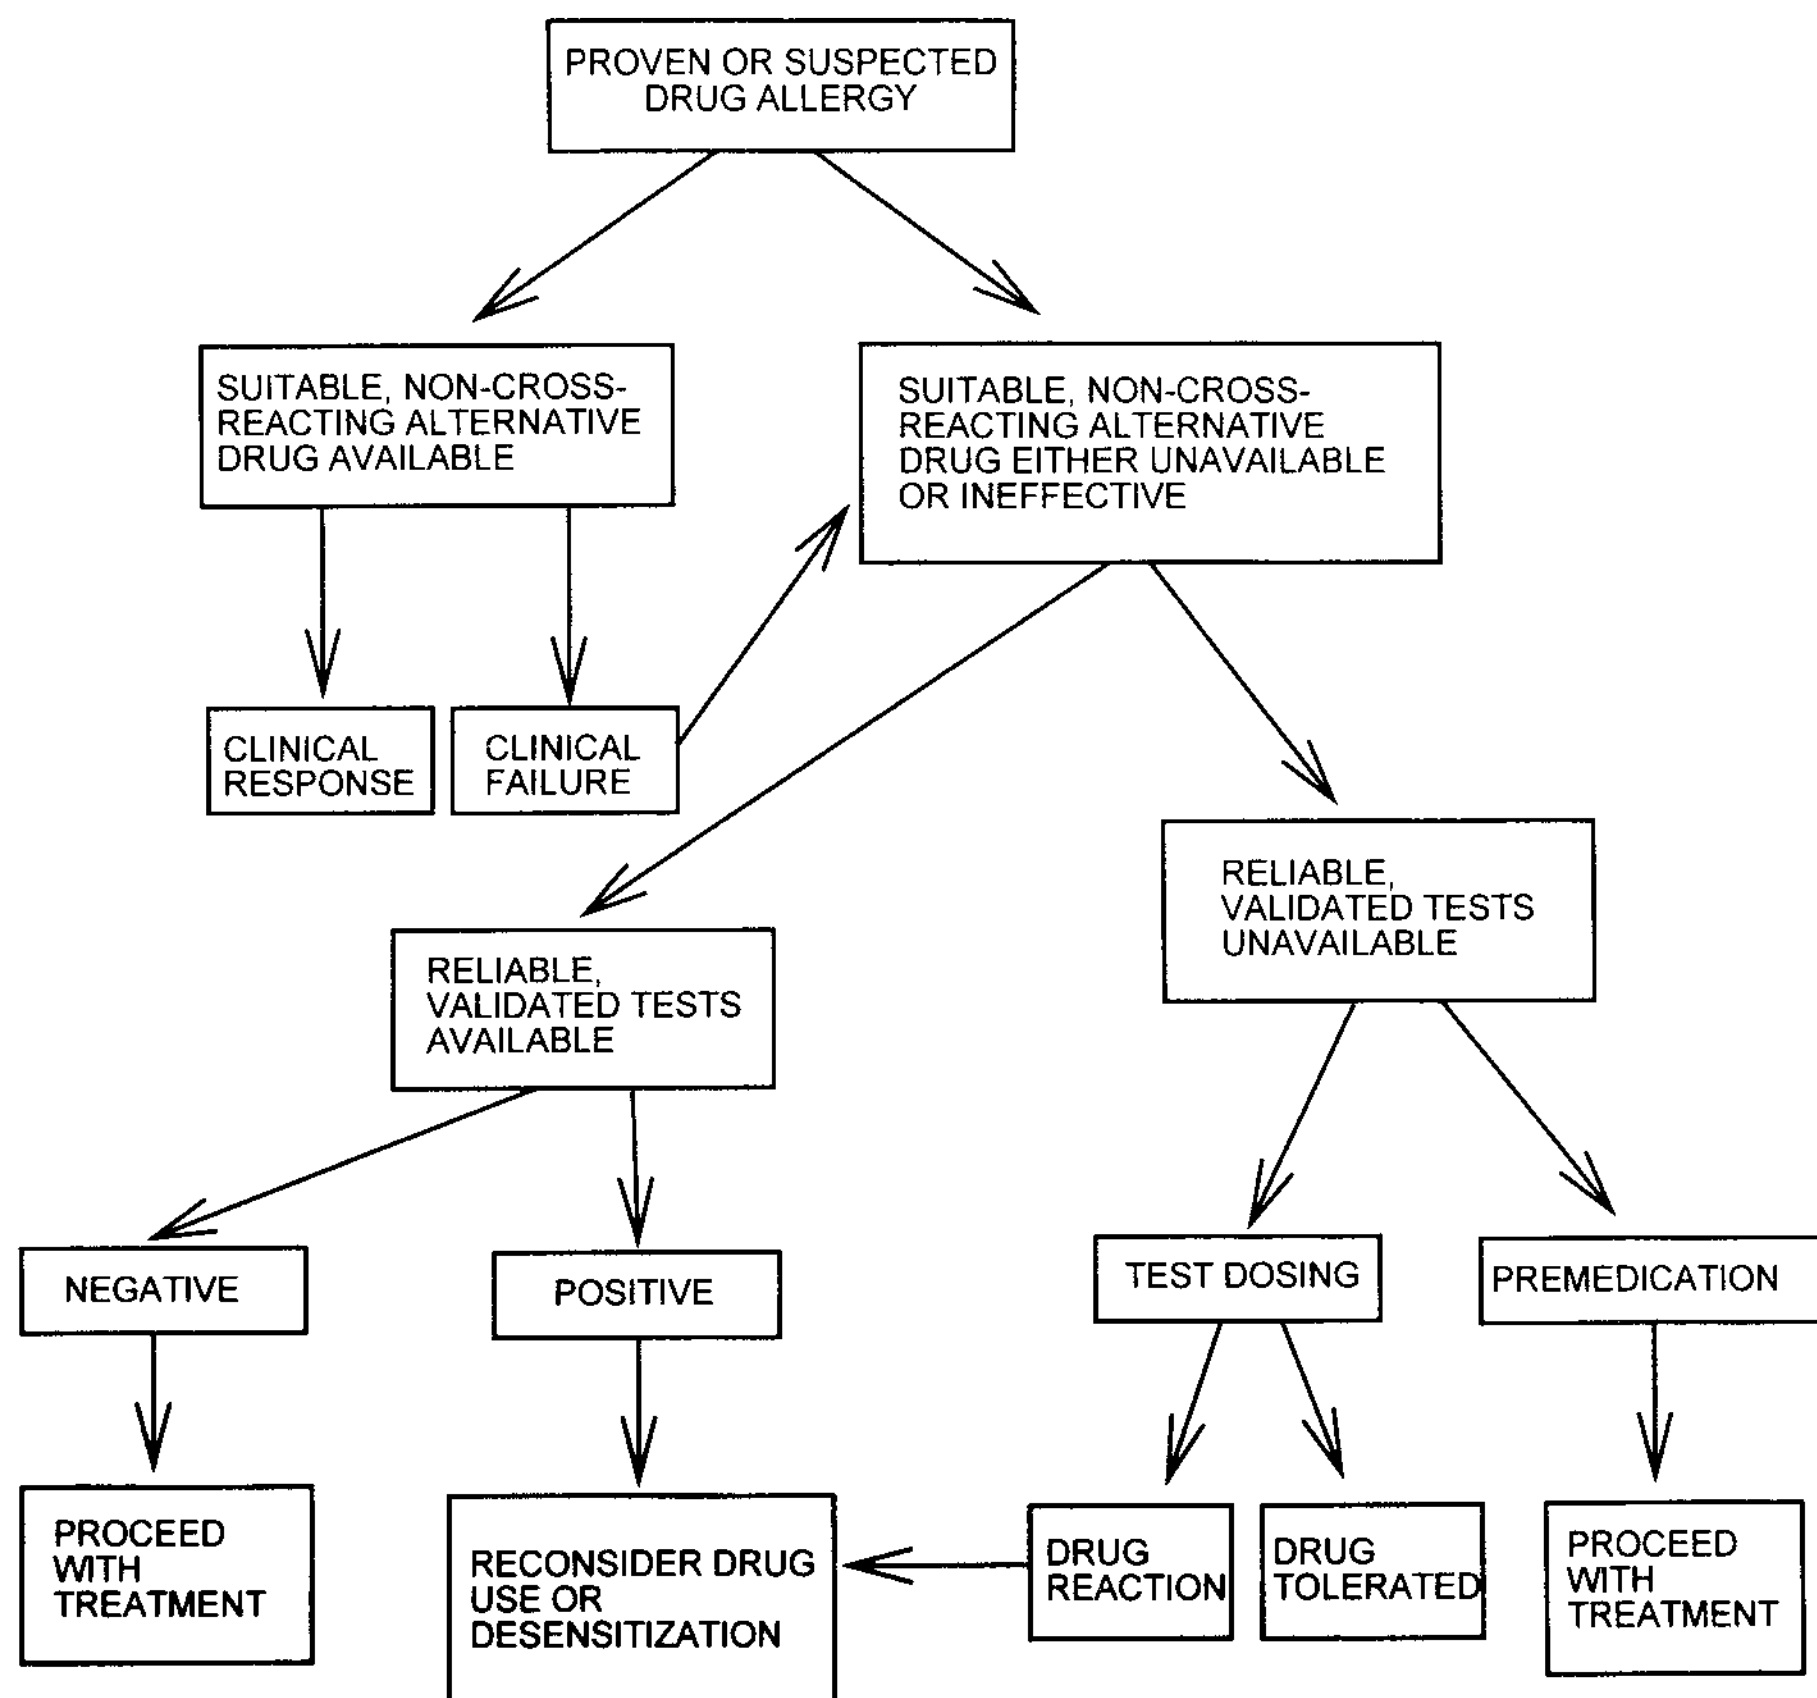 PROVEN OR SUSPECTED
DRUG ALLERGY
SUITABLE, NON-CROSS-
REACTING ALTERNATIVE
DRUG AVAILABLE
SUITABLE, NON-CROSS-
REACTING ALTERNATIVE
DRUG EITHER UNAVAILABLE
OR INEFFECTIVE
CLINICAL
RESPONSE
CLINICAL
FAILURE
RELIABLE,
VALIDATED TESTS
UNAVAILABLE
RELIABLE,
VALIDATED TESTS
AVAILABLE
NEGATIVE
POSITIVE
TEST DOSING
PREMEDICATION
PROCEED
WITH
TREATMENT
RECONSIDER DRUG
USE OR
DESENSITIZATION
DRUG
REACTION
DRUG
TOLERATED
PROCEED
WITH
TREATMENT